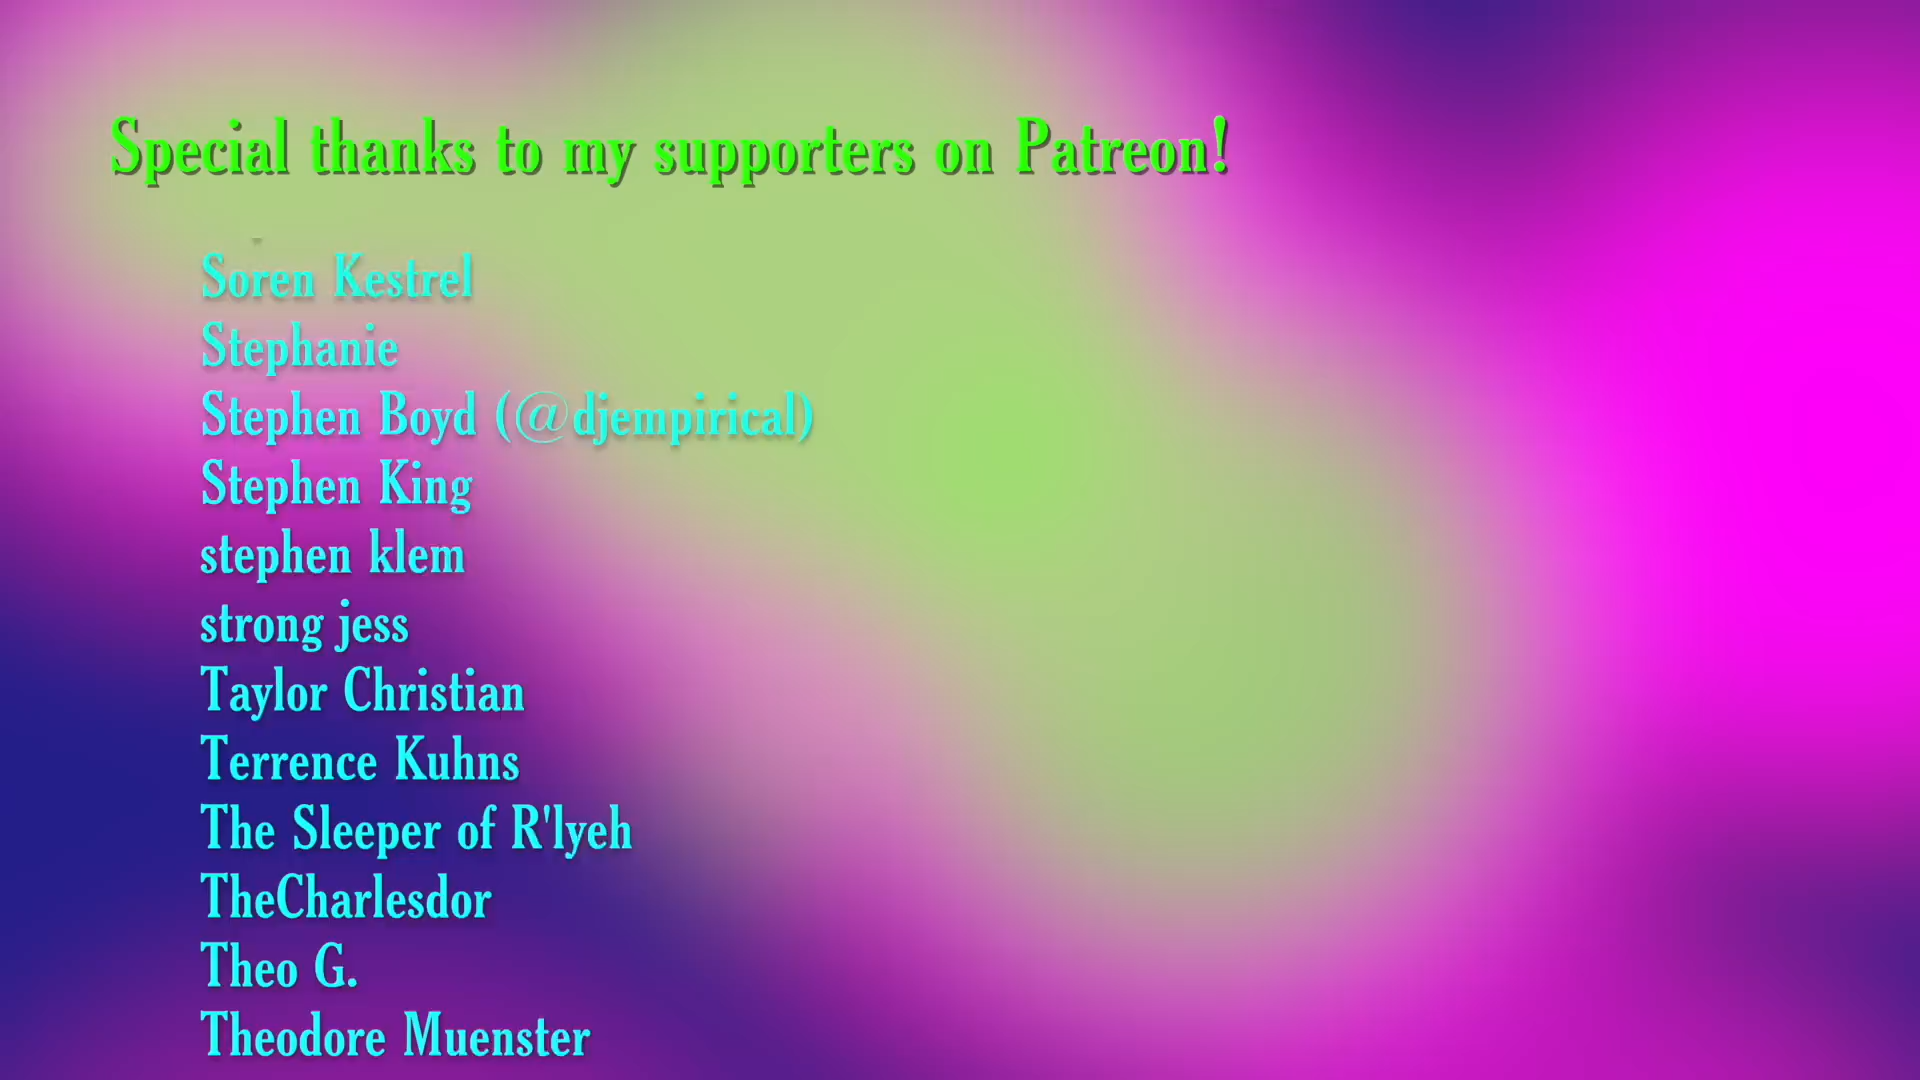 Special thanks to my supporters on Patreon!
Soren Kestrel
Stephanie
Stephen Boyd (@djempirical)
Stephen King
stephen klem
strong jess
Taylor Christian
Terrence Kuhns
The Sleeper of R'lyeh
TheCharlesdor
Theo G.
Theodore Muenster